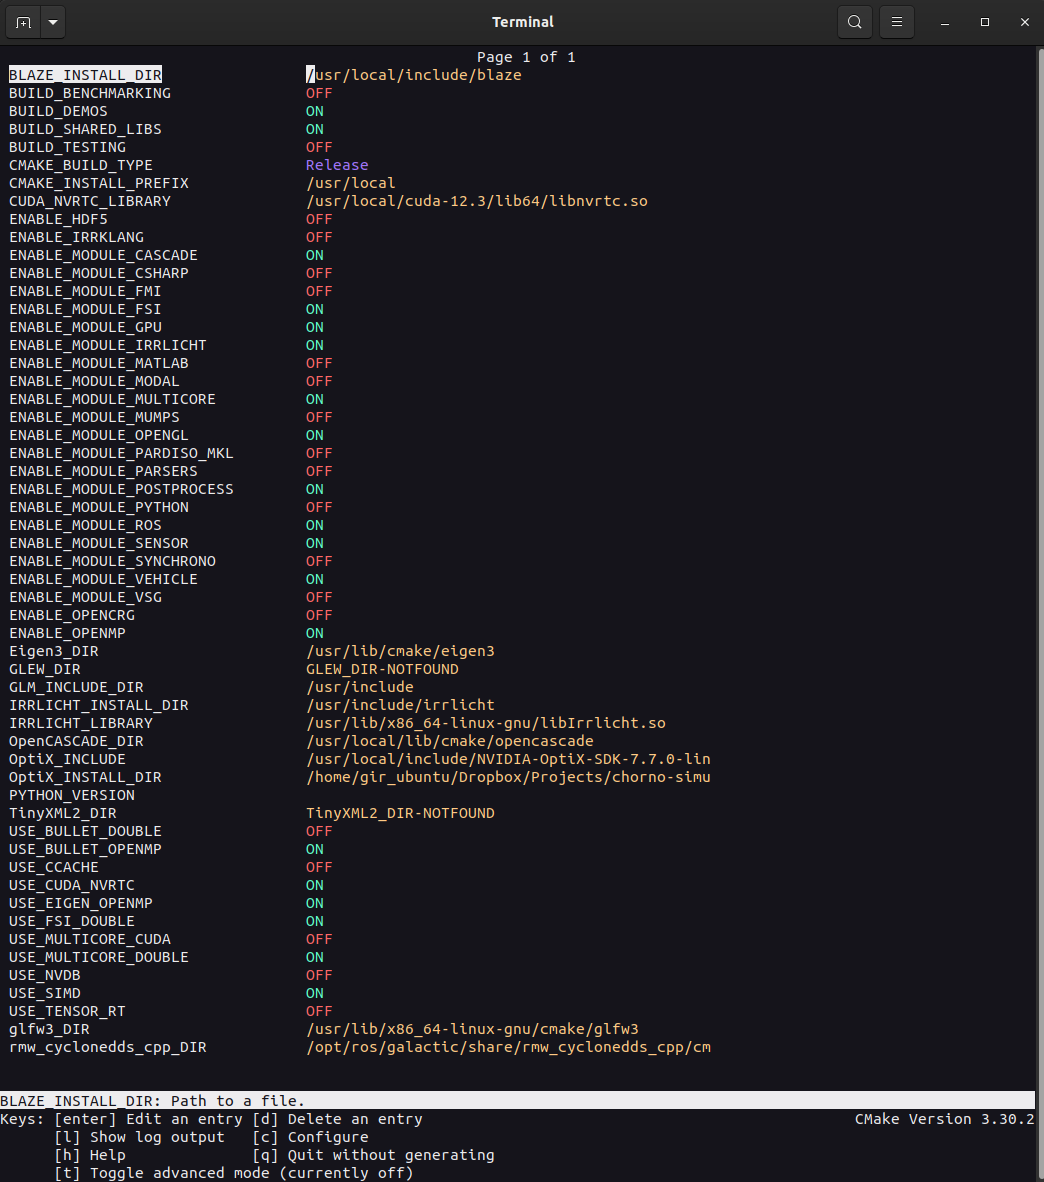 Terminal
Page 1 of 1
BLAZE_INSTALL_DIR /usr/local/include/blaze
BUILD_BENCHMARKING OFF
BUILD_DEMOS ON
BUILD_SHARED_LIBS ON
BUILD_TESTING OFF
CMAKE_BUILD_TYPE Release
CMAKE_INSTALL_PREFIX /usr/local
CUDA_NVRTC_LIBRARY /usr/local/cuda-12.3/lib64/libnvrtc.so
ENABLE_HDF5 OFF
ENABLE_IRRKLANG OFF
ENABLE_MODULE_CASCADE ON
ENABLE_MODULE_CSHARP OFF
ENABLE_MODULE_FMI OFF
ENABLE_MODULE_FSI ON
ENABLE_MODULE_GPU ON
ENABLE_MODULE_IRRLICHT ON
ENABLE_MODULE_MATLAB OFF
ENABLE_MODULE_MODAL OFF
ENABLE_MODULE_MULTICORE ON
ENABLE_MODULE_MUMPS OFF
ENABLE_MODULE_OPENGL ON
ENABLE_MODULE_PARDISO_MKL OFF
ENABLE_MODULE_PARSERS OFF
ENABLE_MODULE_POSTPROCESS ON
ENABLE_MODULE_PYTHON OFF
ENABLE_MODULE_ROS ON
ENABLE_MODULE_SENSOR ON
ENABLE_MODULE_SYNCHRONO OFF
ENABLE_MODULE_VEHICLE ON
ENABLE_MODULE_VSG OFF
ENABLE_OPENCRG OFF
ENABLE_OPENMP ON
Eigen3_DIR /usr/lib/cmake/eigen3
GLEW_DIR GLEW_DIR-NOTFOUND
GLM_INCLUDE_DIR /usr/include
IRRLICHT_INSTALL_DIR /usr/include/irrlicht
IRRLICHT_LIBRARY /usr/lib/x86_64-linux-gnu/libIrrlicht.so
OpenCASCADE_DIR /usr/local/lib/cmake/opencascade
OptiX_INCLUDE /usr/local/include/NVIDIA-OptiX-SDK-7.7.0-lin
OptiX_INSTALL_DIR /home/gir_ubuntu/Dropbox/Projects/chorno-simu
PYTHON_VERSION
TinyXML2_DIR TinyXML2_DIR-NOTFOUND
USE_BULLET_DOUBLE OFF
USE_BULLET_OPENMP ON
USE_CCACHE OFF
USE_CUDA_NVRTC ON
USE_EIGEN_OPENMP ON
USE_FSI_DOUBLE ON
USE_MULTICORE_CUDA OFF
USE_MULTICORE_DOUBLE ON
USE_NVDB OFF
USE_SIMD ON
USE_TENSOR_RT OFF
glfw3_DIR /usr/lib/x86_64-linux-gnu/cmake/glfw3
rmw_cyclonedds_cpp_DIR /opt/ros/galactic/share/rmw_cyclonedds_cpp/cm
BLAZE_INSTALL_DIR: Path to a file.
Keys: [enter] Edit an entry [d] Delete an entry CMake Version 3.30.2
[l] Show log output [c] Configure
[h] Help [q] Quit without generating
[t] Toggle advanced mode (currently off)